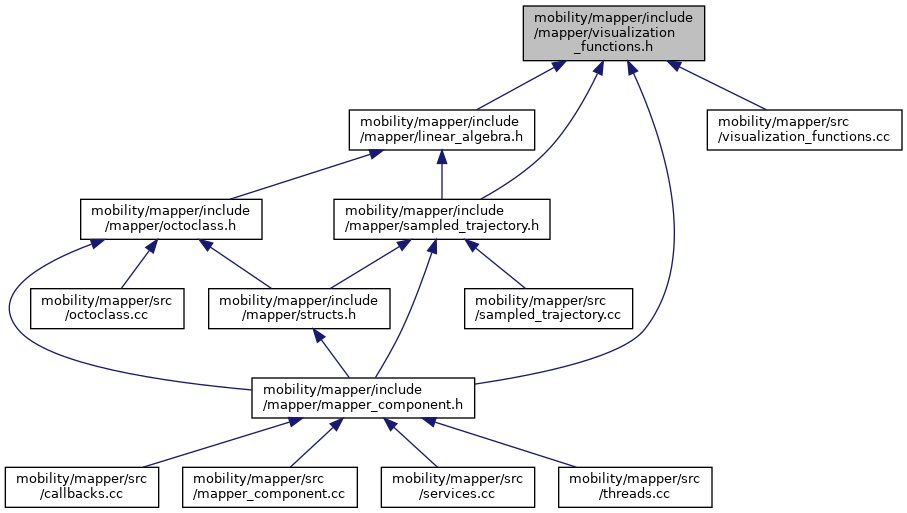 mobility/mapper/include
/mapper/visualization
_functions.h
mobility/mapper/include
/mapper/linear_algebra.h
mobility/mapper/src
/visualization_functions.cc
mobility/mapper/include
/mapper/octoclass.h
mobility/mapper/include
/mapper/sampled_trajectory.h
mobility/mapper/src
/octoclass.cc
mobility/mapper/include
/mapper/structs.h
mobility/mapper/src
/sampled_trajectory.cc
mobility/mapper/include
/mapper/mapper_component.h
mobility/mapper/src
/callbacks.cc
mobility/mapper/src
/mapper_component.cc
mobility/mapper/src
/services.cc
mobility/mapper/src
/threads.cc